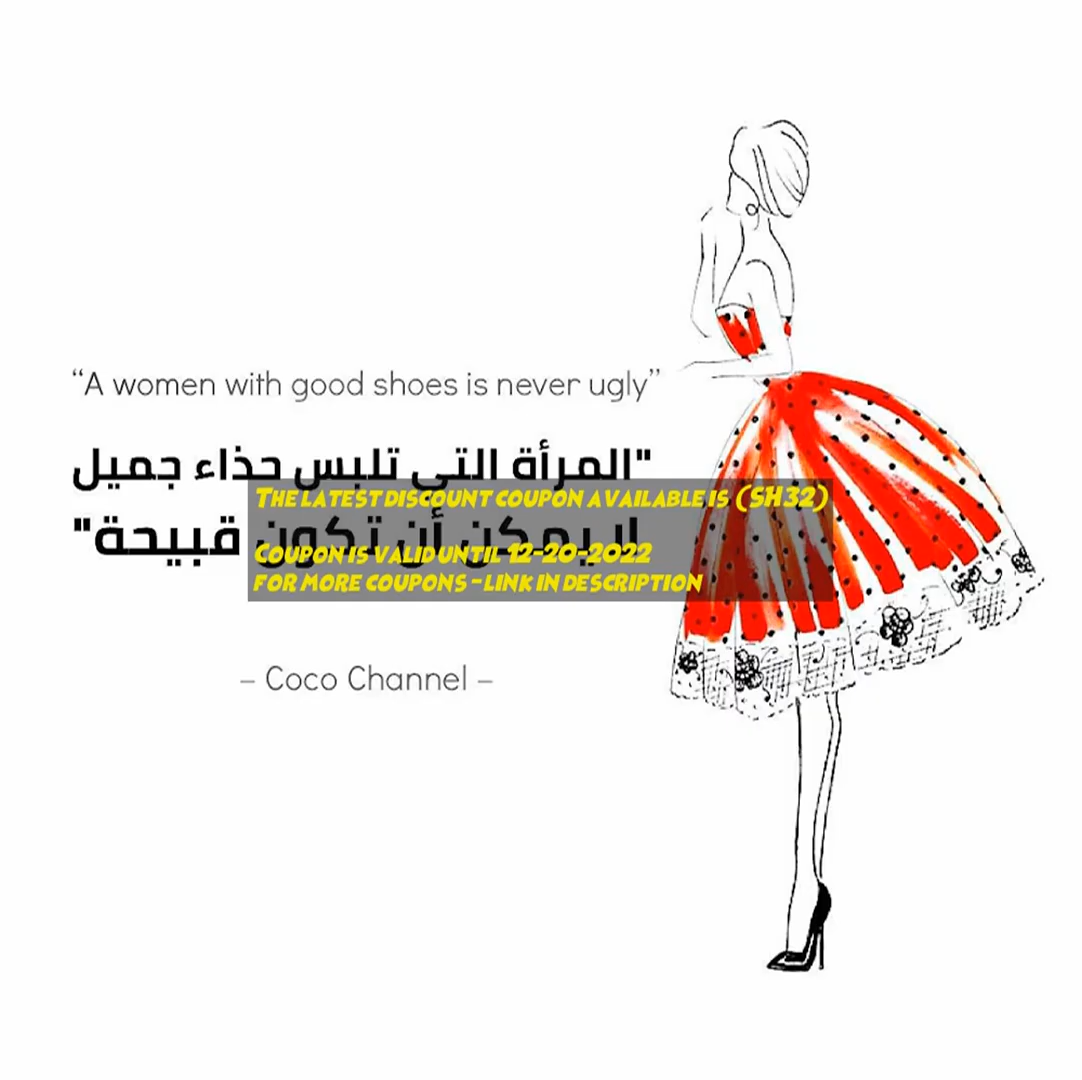 “A women with good shoes is never ugly”
"المرأة التي تلبس حذاء جميل
لا يمكن أن تكون قبيحة"
The latest discount coupon available is (SH32)
Coupon is valid until 12-20-2022
for more coupons - link in description
– Coco Channel –